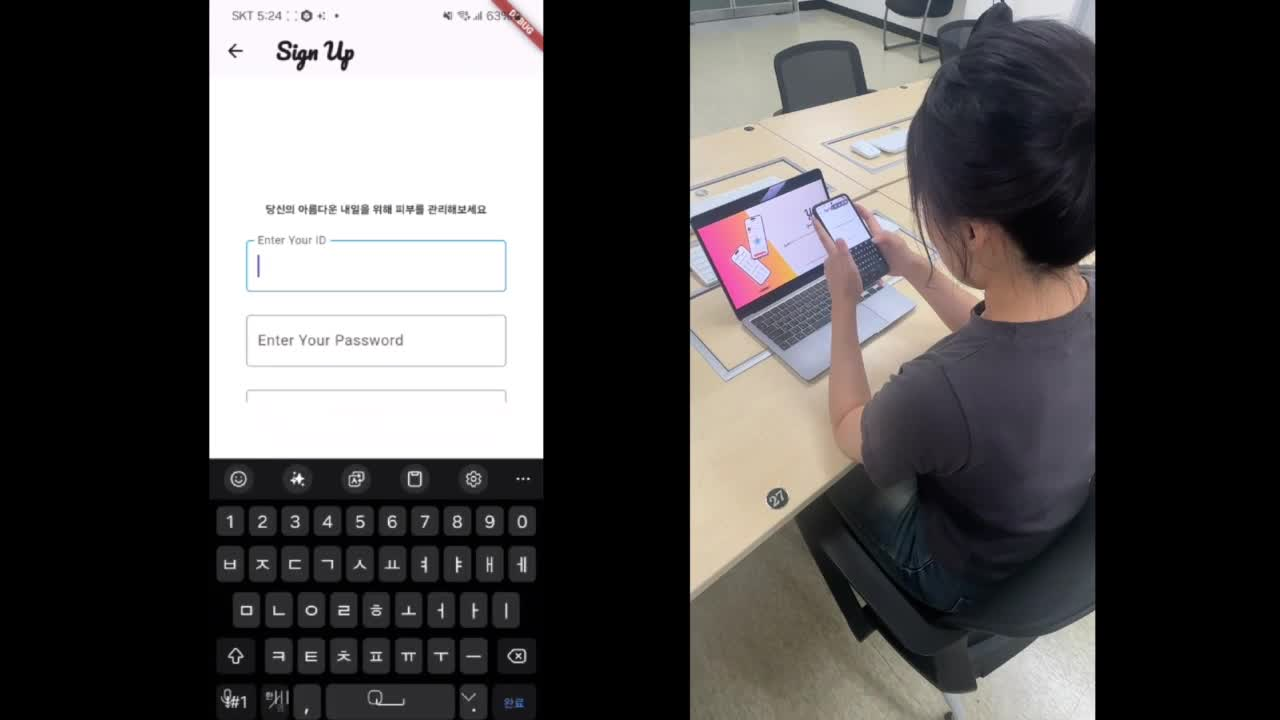 SKT 5:24
63%
DEBUG
Sign Up
당신의 아름다운 내일을 위해 피부를 관리해보세요
Enter Your ID
Enter Your Password
1 2 3 4 5 6 7 8 9 0
ㅂ ㅈ ㄷ ㄱ ㅅ ㅛ ㅕ ㅑ ㅐ ㅔ
ㅁ ㄴ ㅇ ㄹ ㅎ ㅗ ㅓ ㅏ ㅣ
ㅋ ㅌ ㅊ ㅍ ㅠ ㅜ ㅡ
!#1 , . 완료
27